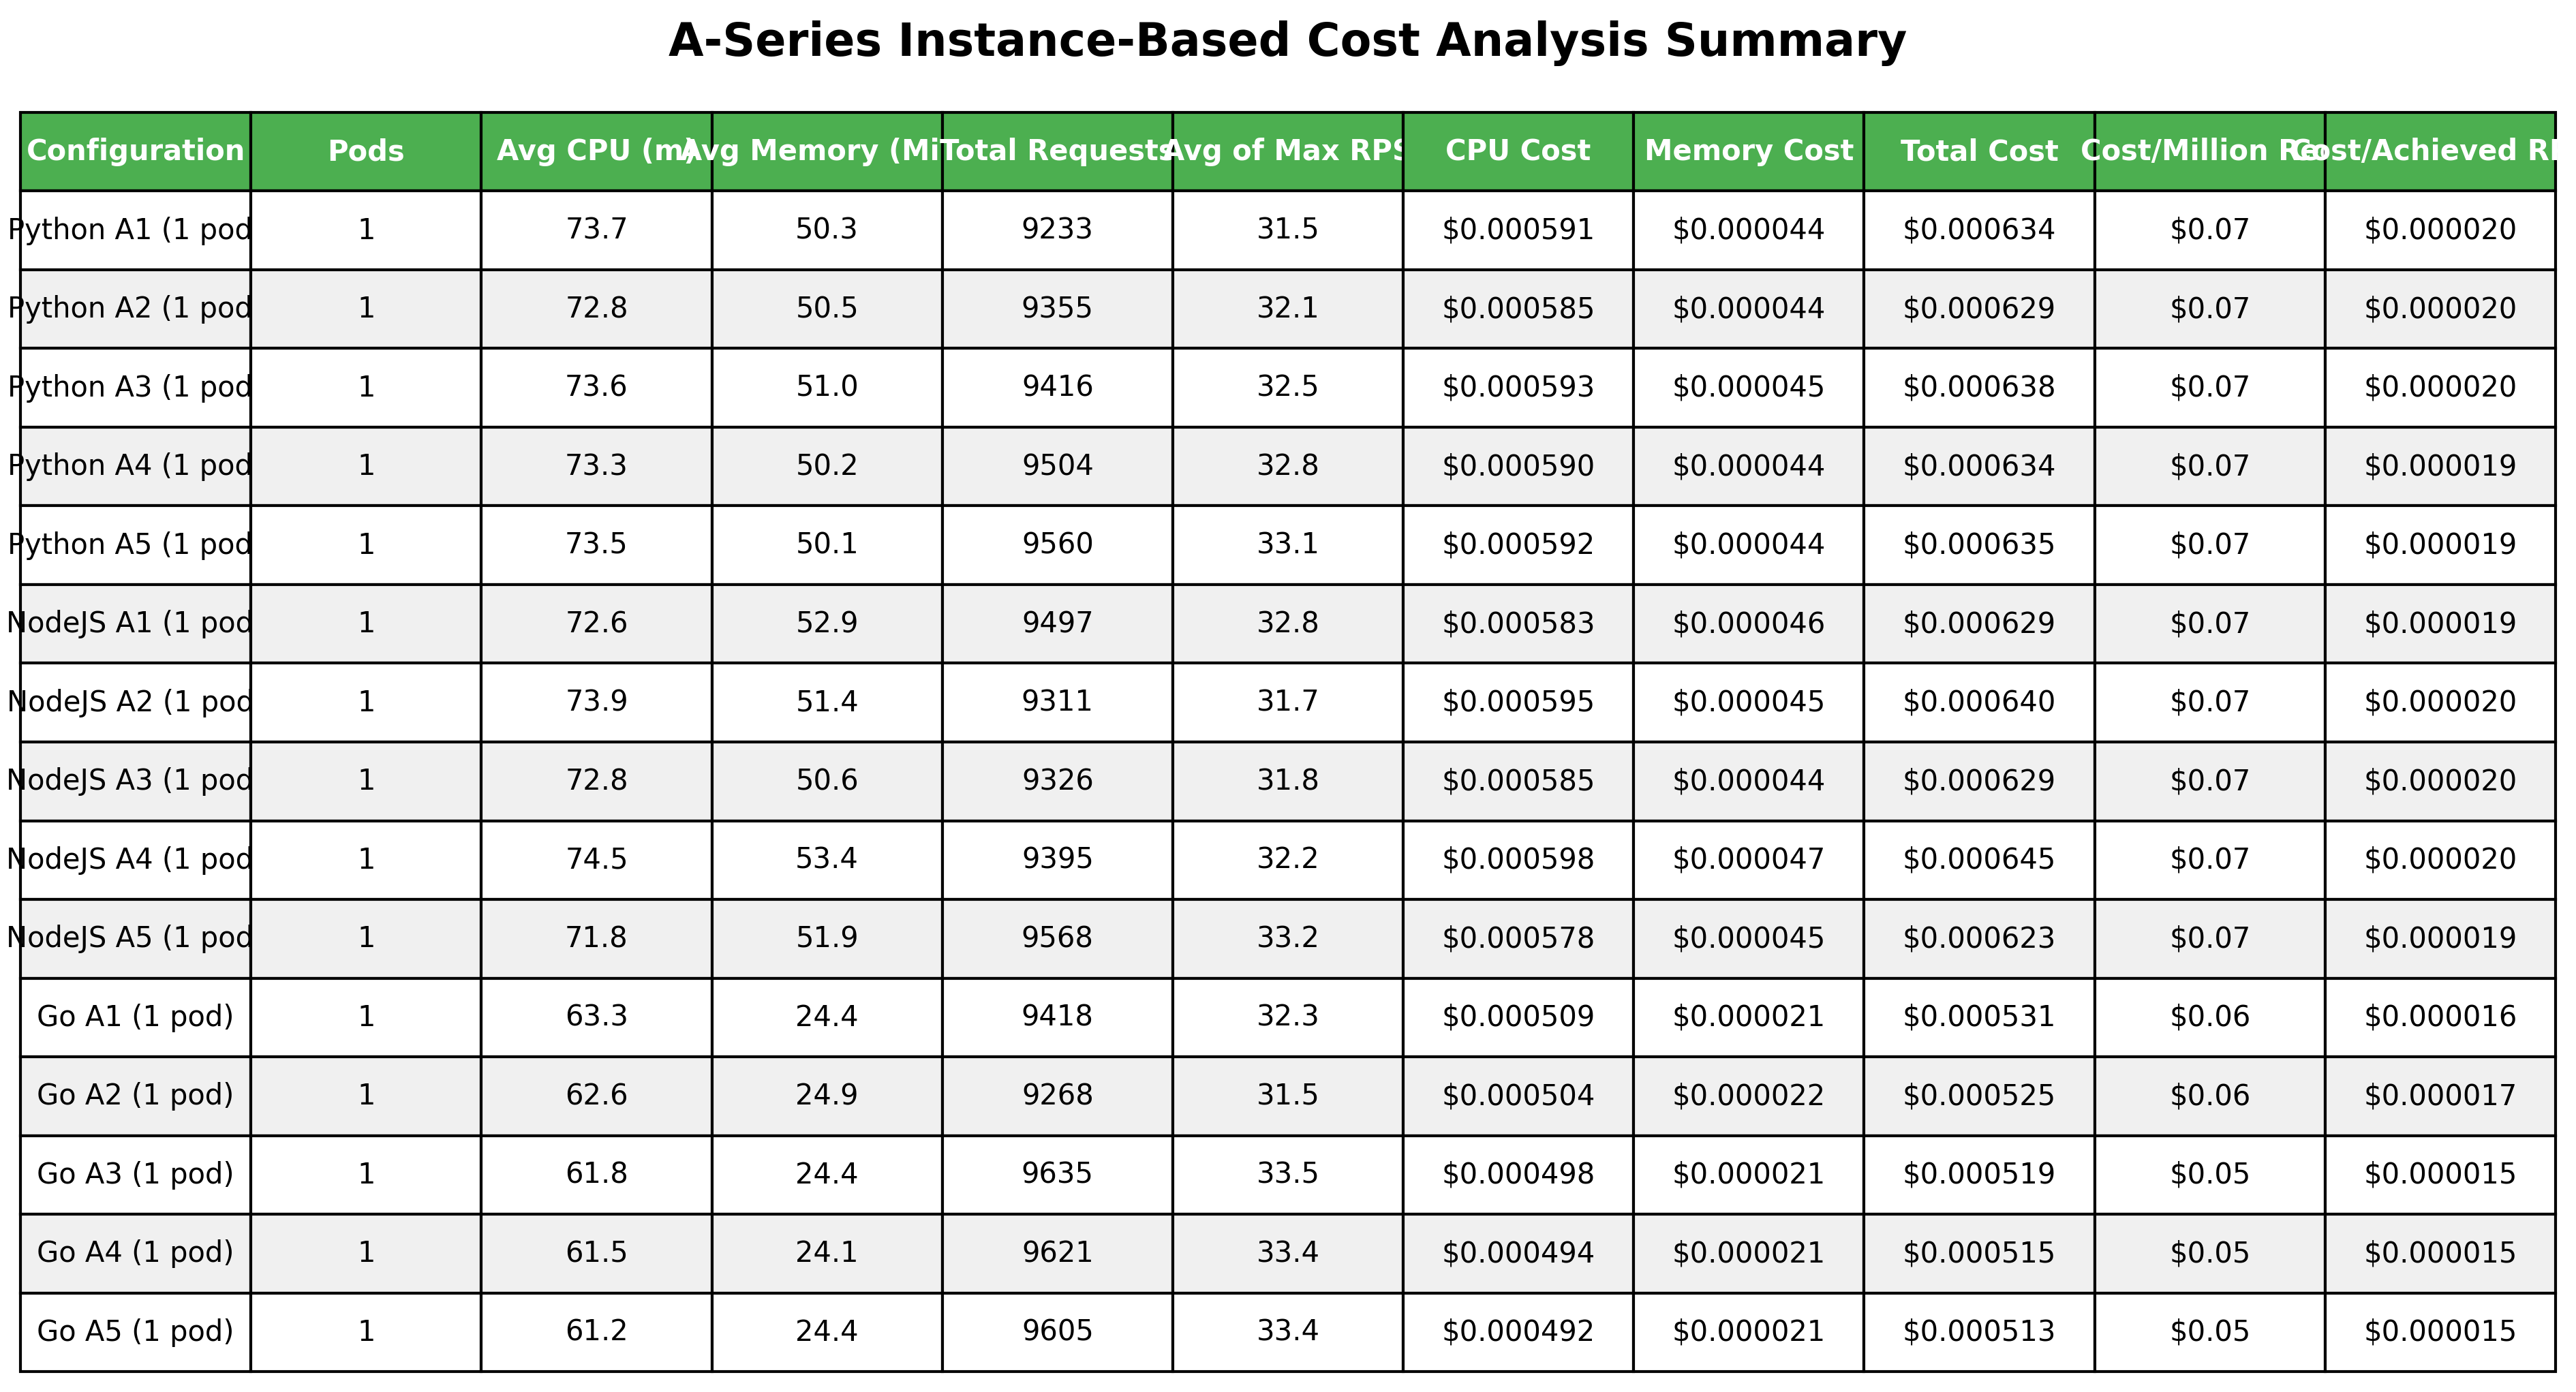 A-Series Instance-Based Cost Analysis Summary
Configuration Pods Avg CPU (m) Avg Memory (Mi Total Requests Avg of Max RPS CPU Cost Memory Cost Total Cost Cost/Million Re Cost/Achieved RP
Python A1 (1 pod 1 73.7 50.3 9233 31.5 $0.000591 $0.000044 $0.000634 $0.07 $0.000020
Python A2 (1 pod 1 72.8 50.5 9355 32.1 $0.000585 $0.000044 $0.000629 $0.07 $0.000020
Python A3 (1 pod 1 73.6 51.0 9416 32.5 $0.000593 $0.000045 $0.000638 $0.07 $0.000020
Python A4 (1 pod 1 73.3 50.2 9504 32.8 $0.000590 $0.000044 $0.000634 $0.07 $0.000019
Python A5 (1 pod 1 73.5 50.1 9560 33.1 $0.000592 $0.000044 $0.000635 $0.07 $0.000019
NodeJS A1 (1 pod 1 72.6 52.9 9497 32.8 $0.000583 $0.000046 $0.000629 $0.07 $0.000019
NodeJS A2 (1 pod 1 73.9 51.4 9311 31.7 $0.000595 $0.000045 $0.000640 $0.07 $0.000020
NodeJS A3 (1 pod 1 72.8 50.6 9326 31.8 $0.000585 $0.000044 $0.000629 $0.07 $0.000020
NodeJS A4 (1 pod 1 74.5 53.4 9395 32.2 $0.000598 $0.000047 $0.000645 $0.07 $0.000020
NodeJS A5 (1 pod 1 71.8 51.9 9568 33.2 $0.000578 $0.000045 $0.000623 $0.07 $0.000019
Go A1 (1 pod) 1 63.3 24.4 9418 32.3 $0.000509 $0.000021 $0.000531 $0.06 $0.000016
Go A2 (1 pod) 1 62.6 24.9 9268 31.5 $0.000504 $0.000022 $0.000525 $0.06 $0.000017
Go A3 (1 pod) 1 61.8 24.4 9635 33.5 $0.000498 $0.000021 $0.000519 $0.05 $0.000015
Go A4 (1 pod) 1 61.5 24.1 9621 33.4 $0.000494 $0.000021 $0.000515 $0.05 $0.000015
Go A5 (1 pod) 1 61.2 24.4 9605 33.4 $0.000492 $0.000021 $0.000513 $0.05 $0.000015